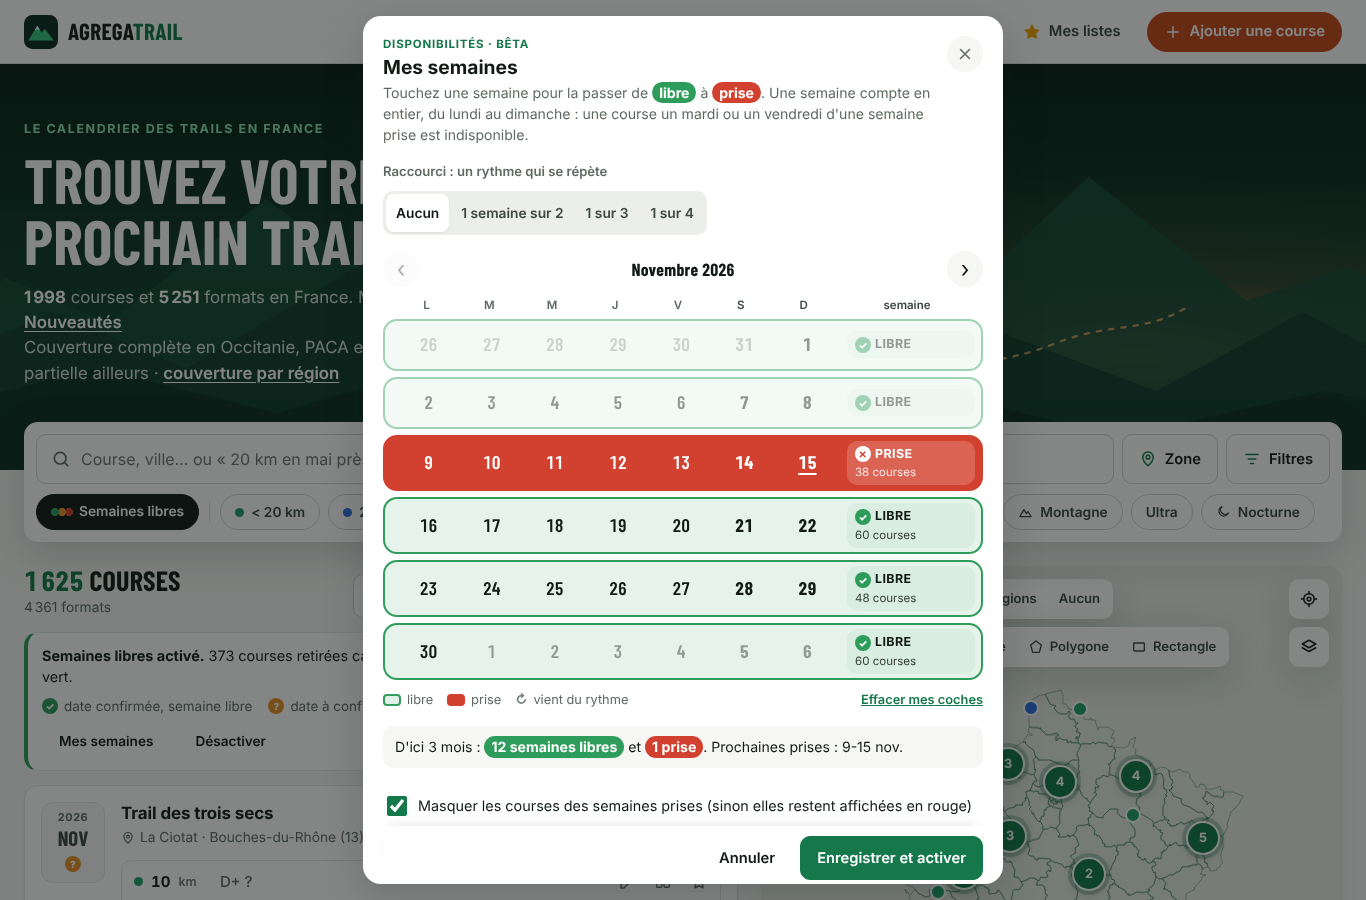 AGREGATRAIL
Mes listes
Ajouter une course
LE CALENDRIER DES TRAILS EN FRANCE
TROUVEZ VOTR
PROCHAIN TRA
1 998 courses et 5 251 formats en France.
Nouveautés
Couverture complète en Occitanie, PACA e
partielle ailleurs · couverture par région
Course, ville... ou « 20 km en mai prè
Zone
Filtres
Semaines libres
< 20 km
Montagne
Ultra
Nocturne
1 625 COURSES
4 361 formats
Semaines libres activé. 373 courses retirées ca
vert.
date confirmée, semaine libre
date à conf
Mes semaines
Désactiver
2026
NOV
?
Trail des trois secs
La Ciotat · Bouches-du-Rhône (13)
10 km D+ ?
gions
Aucun
Polygone
Rectangle
3
4
4
3
5
2
DISPONIBILITÉS · BÊTA
Mes semaines
Touchez une semaine pour la passer de libre à prise. Une semaine compte en
entier, du lundi au dimanche : une course un mardi ou un vendredi d'une semaine
prise est indisponible.
Raccourci : un rythme qui se répète
Aucun 1 semaine sur 2 1 sur 3 1 sur 4
Novembre 2026
L M M J V S D semaine
26 27 28 29 30 31 1 LIBRE
2 3 4 5 6 7 8 LIBRE
9 10 11 12 13 14 15 PRISE
38 courses
16 17 18 19 20 21 22 LIBRE
60 courses
23 24 25 26 27 28 29 LIBRE
48 courses
30 1 2 3 4 5 6 LIBRE
60 courses
libre prise vient du rythme Effacer mes coches
D'ici 3 mois : 12 semaines libres et 1 prise. Prochaines prises : 9-15 nov.
Masquer les courses des semaines prises (sinon elles restent affichées en rouge)
Annuler
Enregistrer et activer